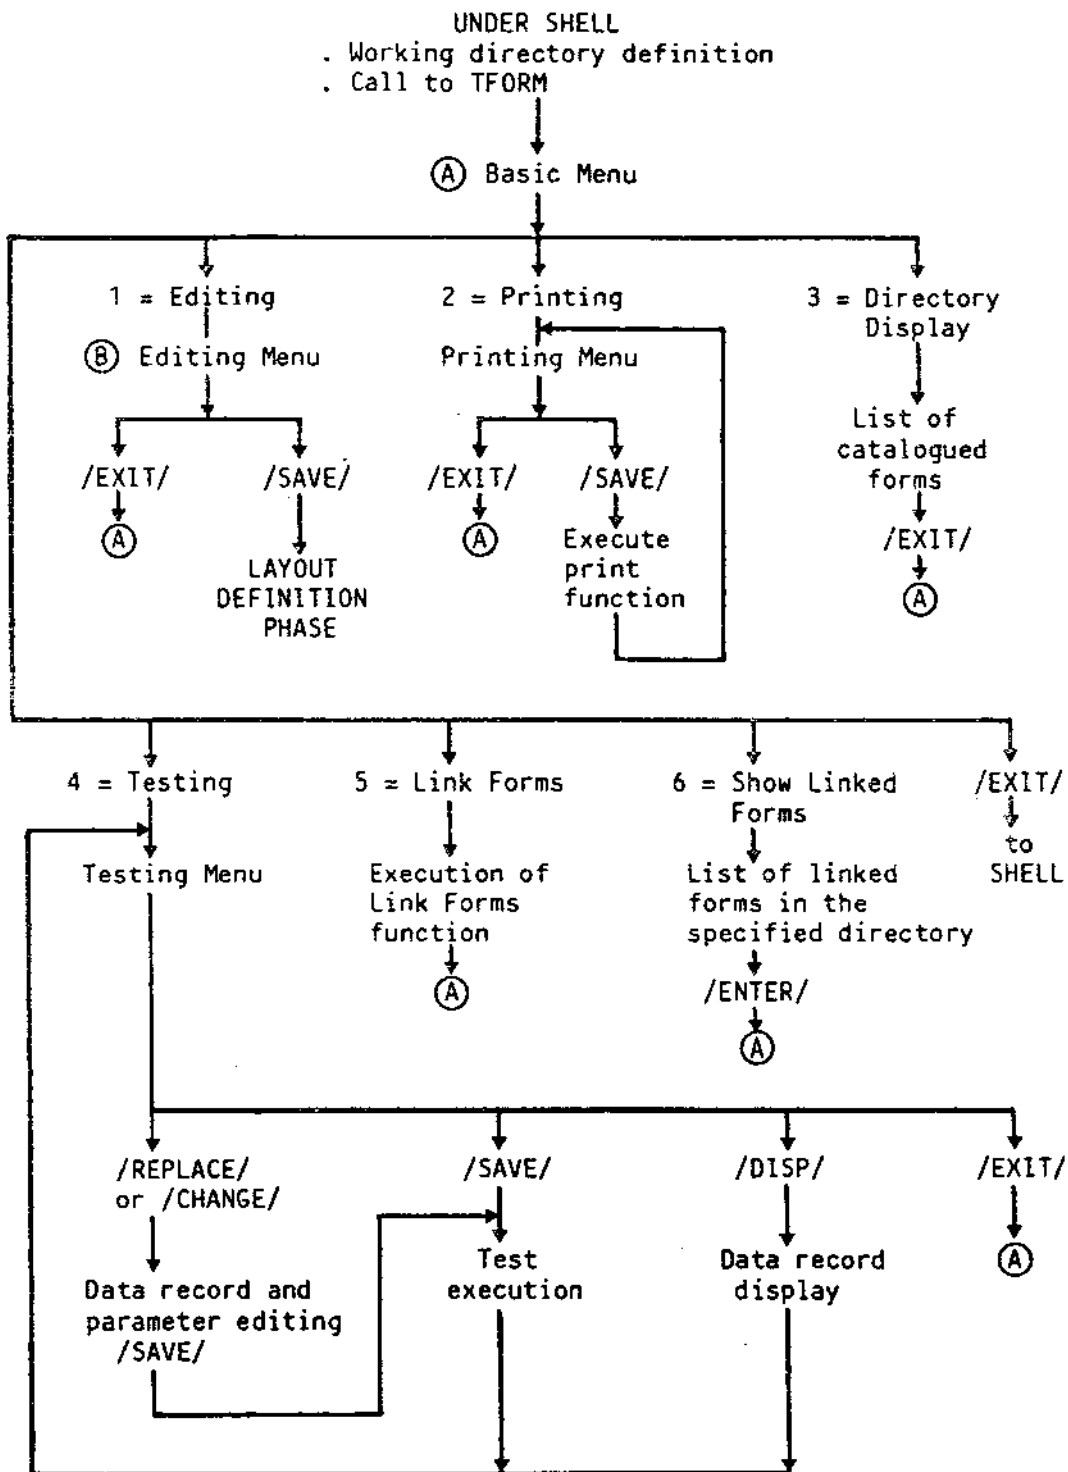 UNDER SHELL
. Working directory definition
. Call to TFORM
A Basic Menu
1 = Editing
2 = Printing
3 = Directory
Display
B Editing Menu
Printing Menu
List of
catalogued
forms
/EXIT/
/SAVE/
/EXIT/
/SAVE/
/EXIT/
A
LAYOUT
DEFINITION
PHASE
A
Execute
print
function
A
4 = Testing
5 = Link Forms
6 = Show Linked
Forms
/EXIT/
to
SHELL
Testing Menu
Execution of
Link Forms
function
A
List of linked
forms in the
specified directory
/ENTER/
A
/REPLACE/
or /CHANGE/
/SAVE/
/DISP/
/EXIT/
Data record and
parameter editing
/SAVE/
Test
execution
Data record
display
A